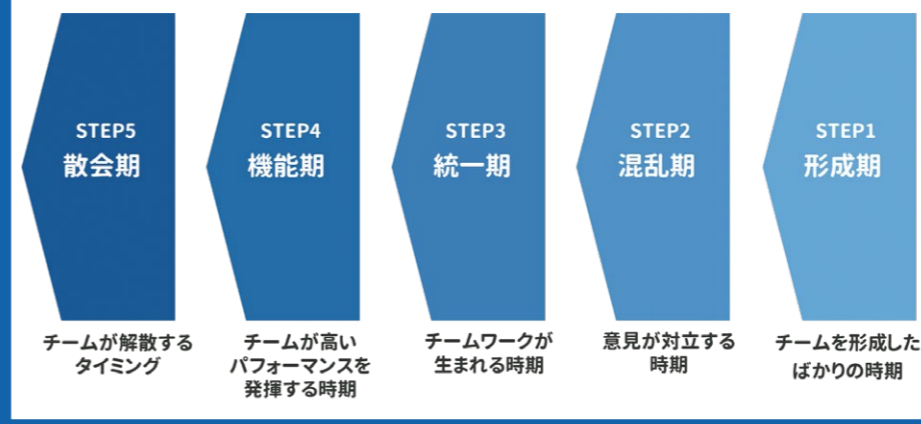 STEP5
散会期
チームが解散する
タイミング
STEP4
機能期
チームが高い
パフォーマンスを
発揮する時期
STEP3
統一期
チームワークが
生まれる時期
STEP2
混乱期
意見が対立する
時期
STEP1
形成期
チームを形成した
ばかりの時期